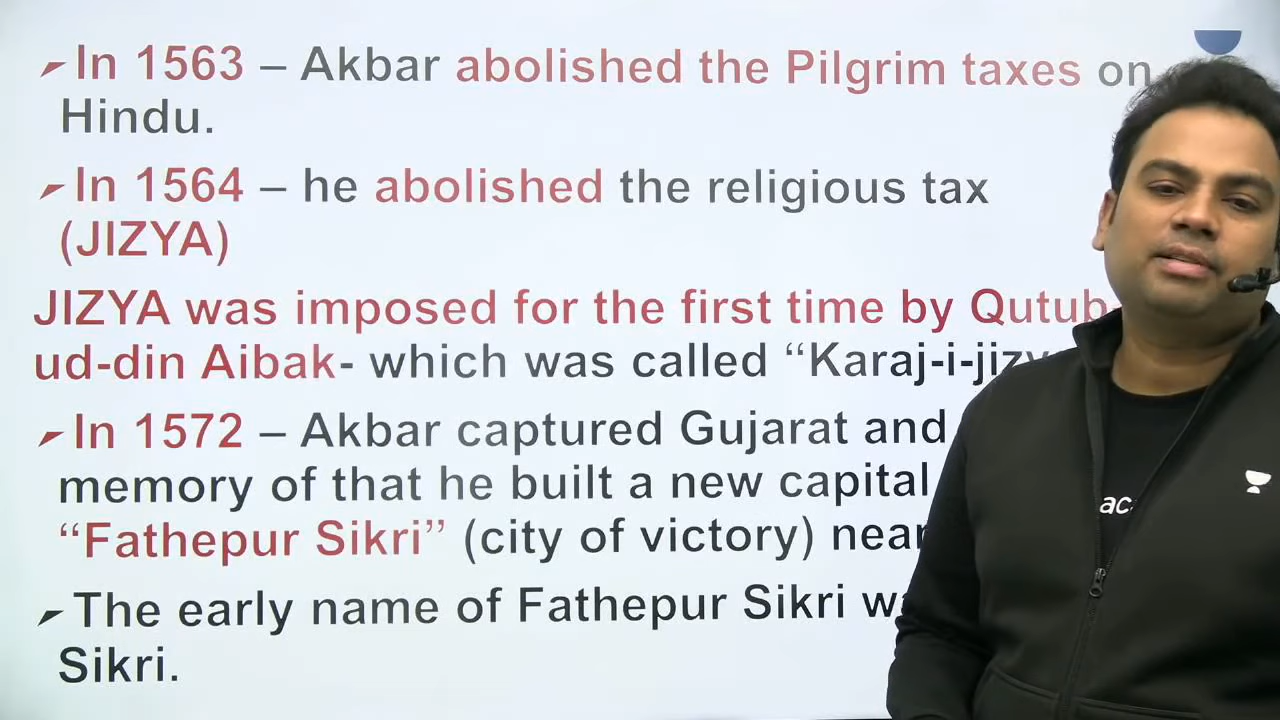 ➢ In 1563 – Akbar abolished the Pilgrim taxes on
Hindu.
➢ In 1564 – he abolished the religious tax
(JIZYA)
JIZYA was imposed for the first time by Qutub-
ud-din Aibak- which was called “Karaj-i-jizy
➢ In 1572 – Akbar captured Gujarat and
memory of that he built a new capital
“Fathepur Sikri” (city of victory) near
➢ The early name of Fathepur Sikri wa
Sikri.
aca